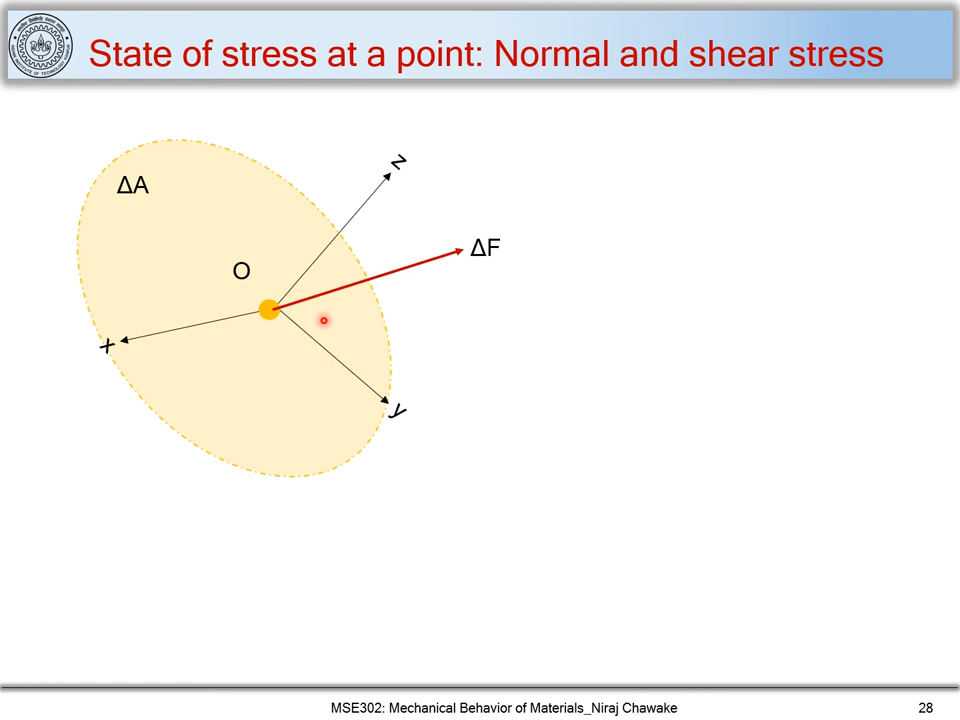 State of stress at a point: Normal and shear stress
ΔA
z
ΔF
O
x
y
MSE302: Mechanical Behavior of Materials_Niraj Chawake
28